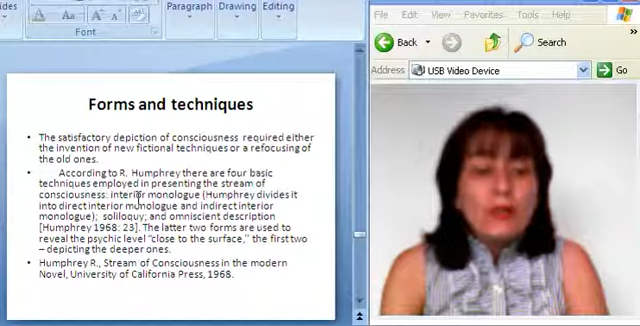 des
Paragraph
Drawing
Editing
Font
Forms and techniques
• The satisfactory depiction of consciousness required either
the invention of new fictional techniques or a refocusing of
the old ones.
• According to R. Humphrey there are four basic
techniques employed in presenting the stream of
consciousness: interior monologue (Humphrey divides it
into direct interior monologue and indirect interior
monologue); soliloquy; and omniscient description
[Humphrey 1968: 23]. The latter two forms are used to
reveal the psychic level "close to the surface," the first two
– depicting the deeper ones.
• Humphrey R., Stream of Consciousness in the modern
Novel, University of California Press, 1968.
File Edit View Favorites Tools Help
Back Search
Address USB Video Device Go